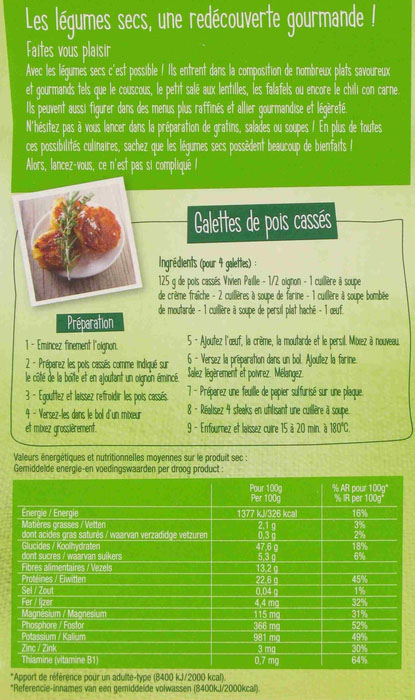 Les légumes secs, une redécouverte gourmande !
Faites vous plaisir
Avec les légumes secs c'est possible ! Ils entrent dans la composition de nombreux plats savoureux
et gourmands tels que le couscous, le petit salé aux lentilles, les falafels ou encore le chili con carne.
Ils peuvent aussi figurer dans des menus plus raffinés et allier gourmandise et légèreté.
N'hésitez pas à vous lancer dans la préparation de gratins, salades ou soupes ! En plus de toutes
ces possibilités culinaires, sachez que les légumes secs possèdent beaucoup de bienfaits !
Alors, lancez-vous, ce n'est pas si compliqué !
Galettes de pois cassés
Ingrédients (pour 4 galettes) :
125 g de pois cassés Vivien Paille - 1/2 oignon - 1 cuillère à soupe
de crème fraîche - 2 cuillères à soupe de farine - 1 cuillère à soupe bombée
de moutarde - 1 cuillère à soupe de persil plat haché - 1 œuf.
Préparation
1 - Emincez finement l'oignon.
2 - Préparez les pois cassés comme indiqué sur
le côté de la boîte et en ajoutant un oignon émincé.
3 - Egouttez et laissez refroidir les pois cassés.
4 - Versez-les dans le bol d'un mixeur
et mixez grossièrement.
5 - Ajoutez l'œuf, la crème, la moutarde et le persil. Mixez à nouveau.
6 - Versez la préparation dans un bol. Ajoutez la farine.
Salez légèrement et poivrez. Mélangez.
7 - Préparez une feuille de papier sulfurisé sur une plaque.
8 - Réalisez 4 steaks en utilisant une cuillère à soupe.
9 - Enfournez et laissez cuire 15 à 20 min. à 180°C.
Valeurs énergétiques et nutritionnelles moyennes sur le produit sec :
Gemiddelde energie-en voedingswaarden per droog product :
Pour 100g % AR pour 100g*
Per 100g % IR per 100g*
Energie / Energie 1377 kJ/326 kcal 16%
Matières grasses / Vetten 2,1 g 3%
dont acides gras saturés / waarvan verzadidge vetzuren 0,3 g 2%
Glucides / Koolhydraten 47,6 g 18%
dont sucres / waarvan suikers 5,3 g 6%
Fibres alimentaires / Vezels 13,2 g
Protéines / Eiwitten 22,6 g 45%
Sel / Zout 0,04 g 1%
Fer / Ijzer 4,4 mg 32%
Magnésium / Magnesium 115 mg 31%
Phosphore / Fosfor 366 mg 52%
Potassium / Kalium 981 mg 49%
Zinc / Zink 3 mg 30%
Thiamine (vitamine B1) 0,7 mg 64%
*Apport de référence pour un adulte-type (8400 kJ/2000 kcal).
*Referencie-innames van een gemiddelde volwassen (8400kJ/2000kcal).